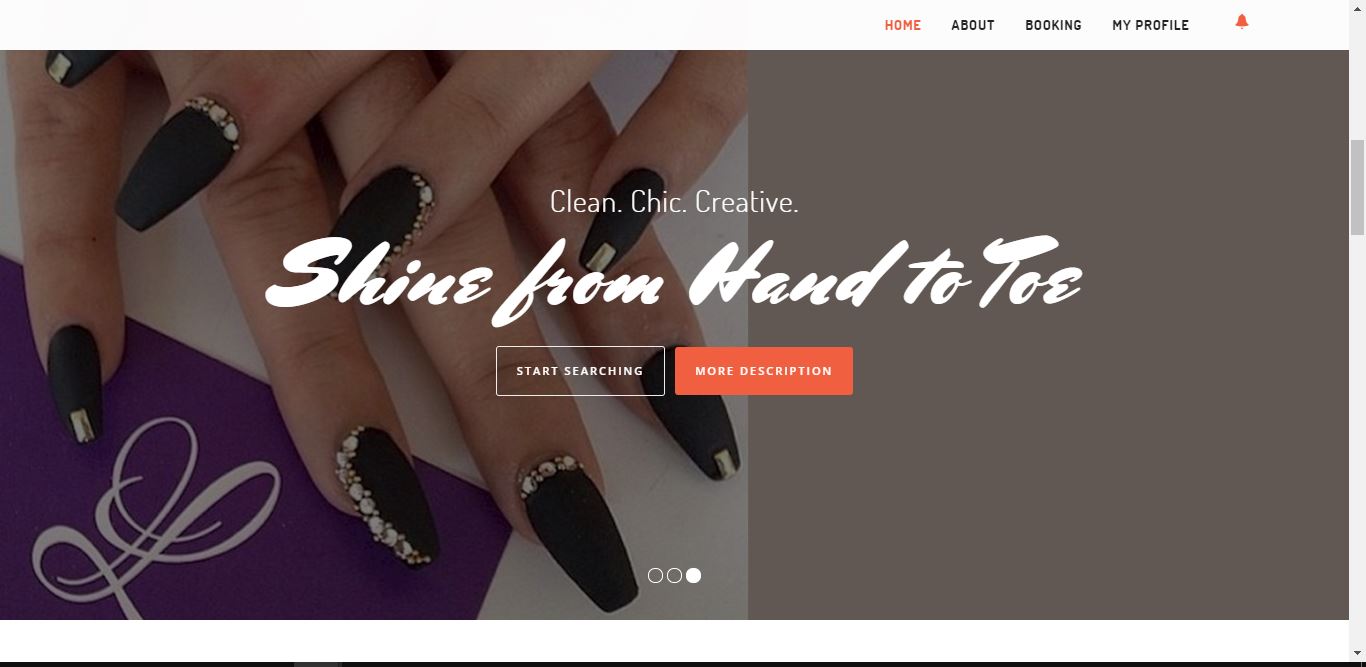 HOME ABOUT BOOKING MY PROFILE
Clean. Chic. Creative.
Shine from Hand to Toe
START SEARCHING MORE DESCRIPTION